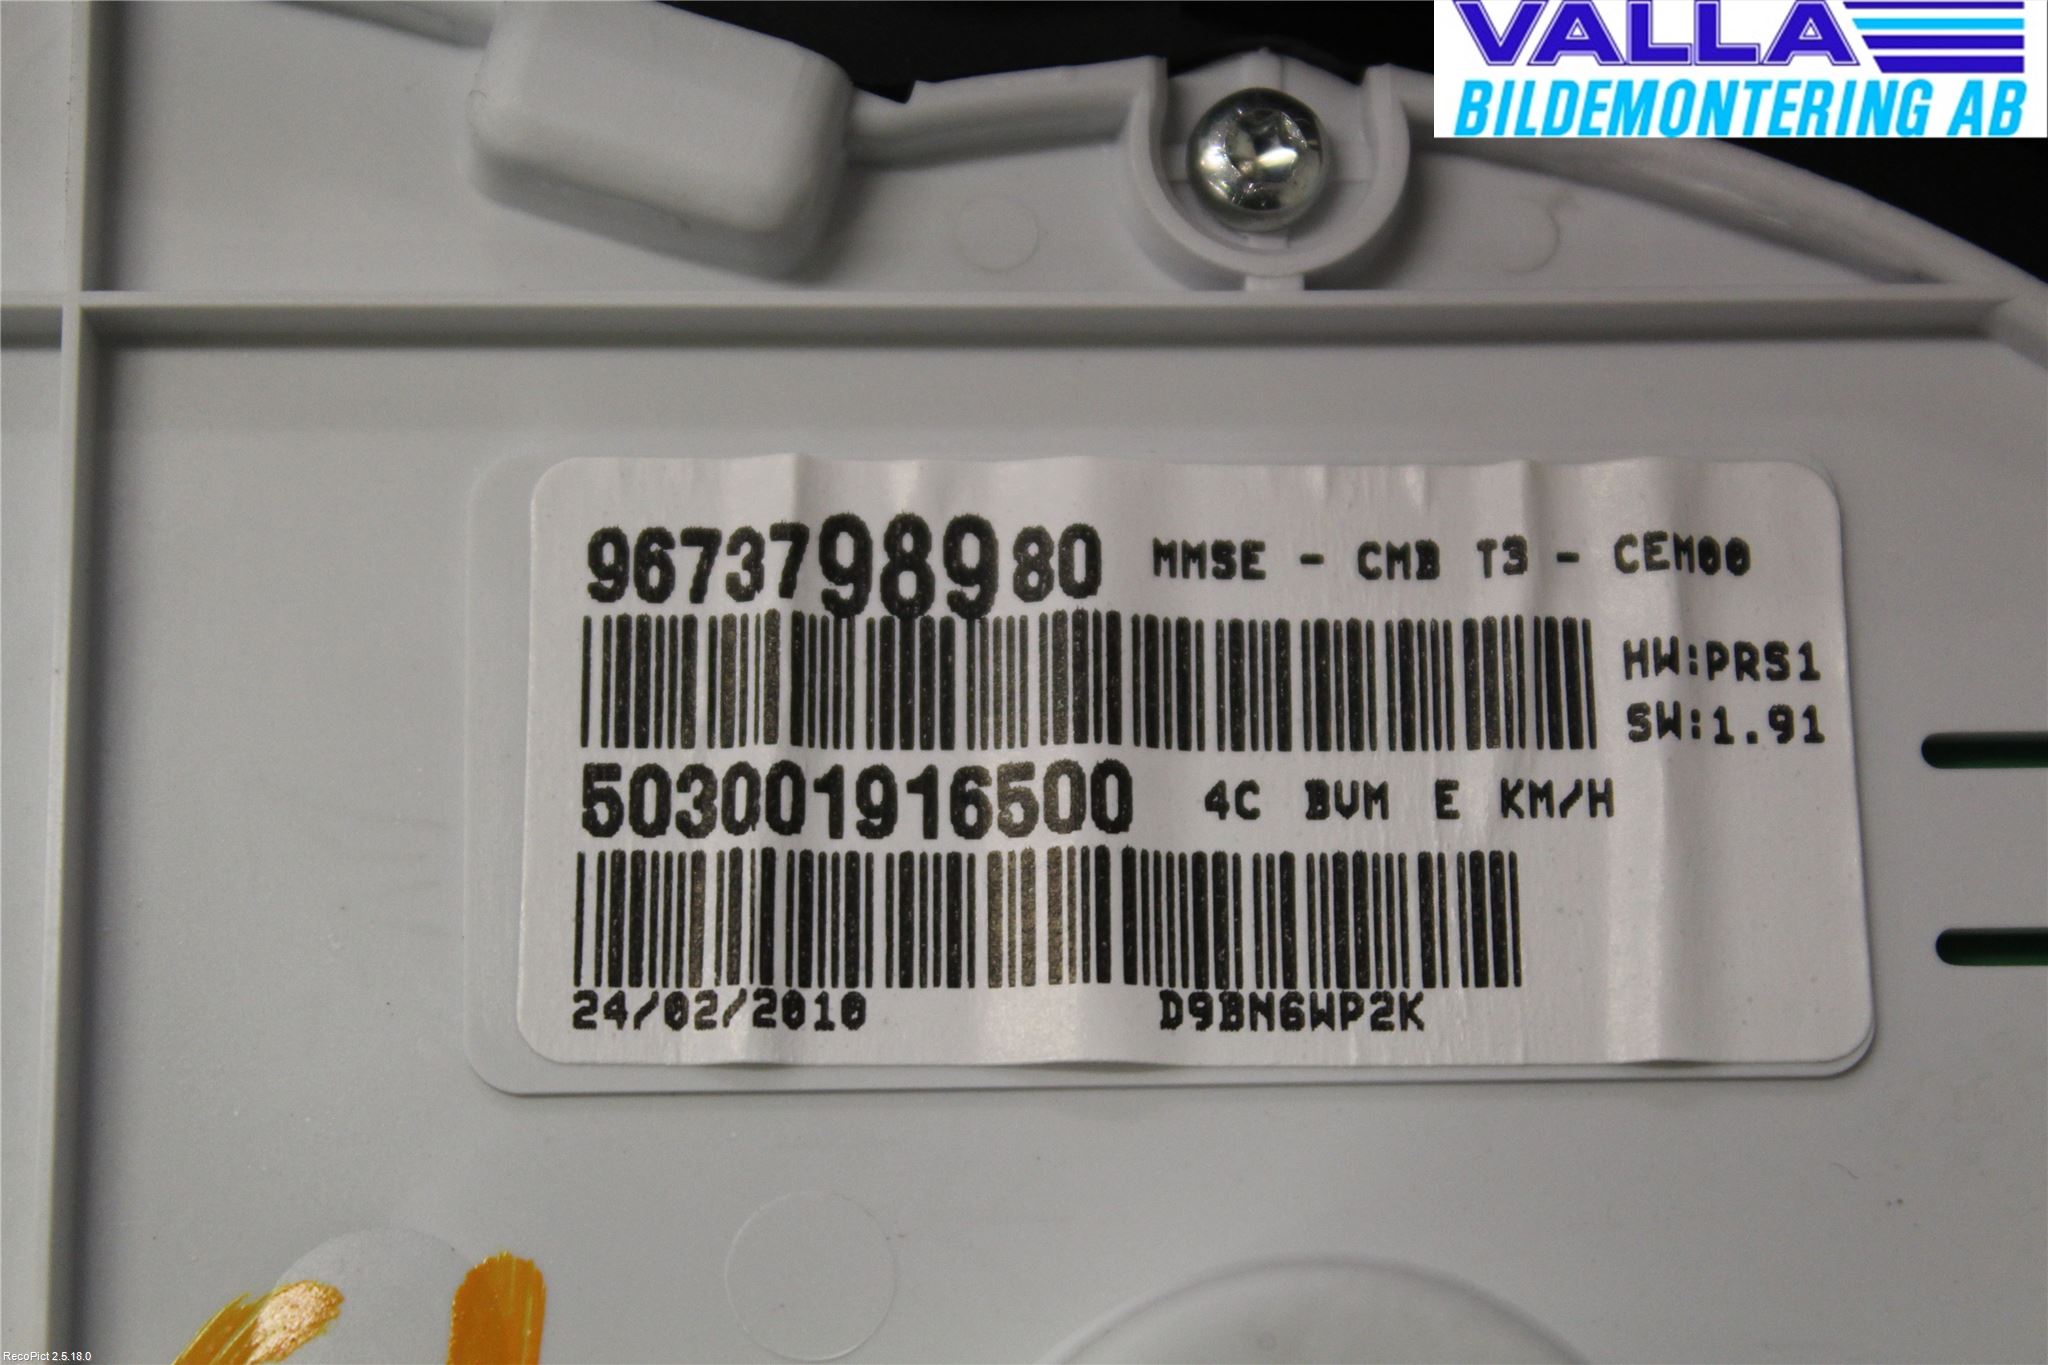 VALLA
BILDEMONTERING AB
9673798980 MMSE - CMB T3 - CEM00
HW:PRS1
SW:1.91
503001916500 4C BVM E KM/H
24/02/2010 D9BN6WP2K
RecoPict 2.5.18.0